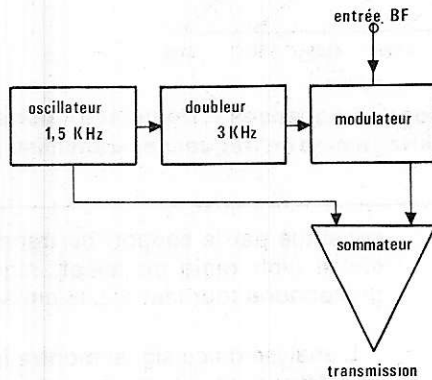 entrée BF
oscillateur
1,5 KHz
doubleur
3 KHz
modulateur
sommateur
transmission